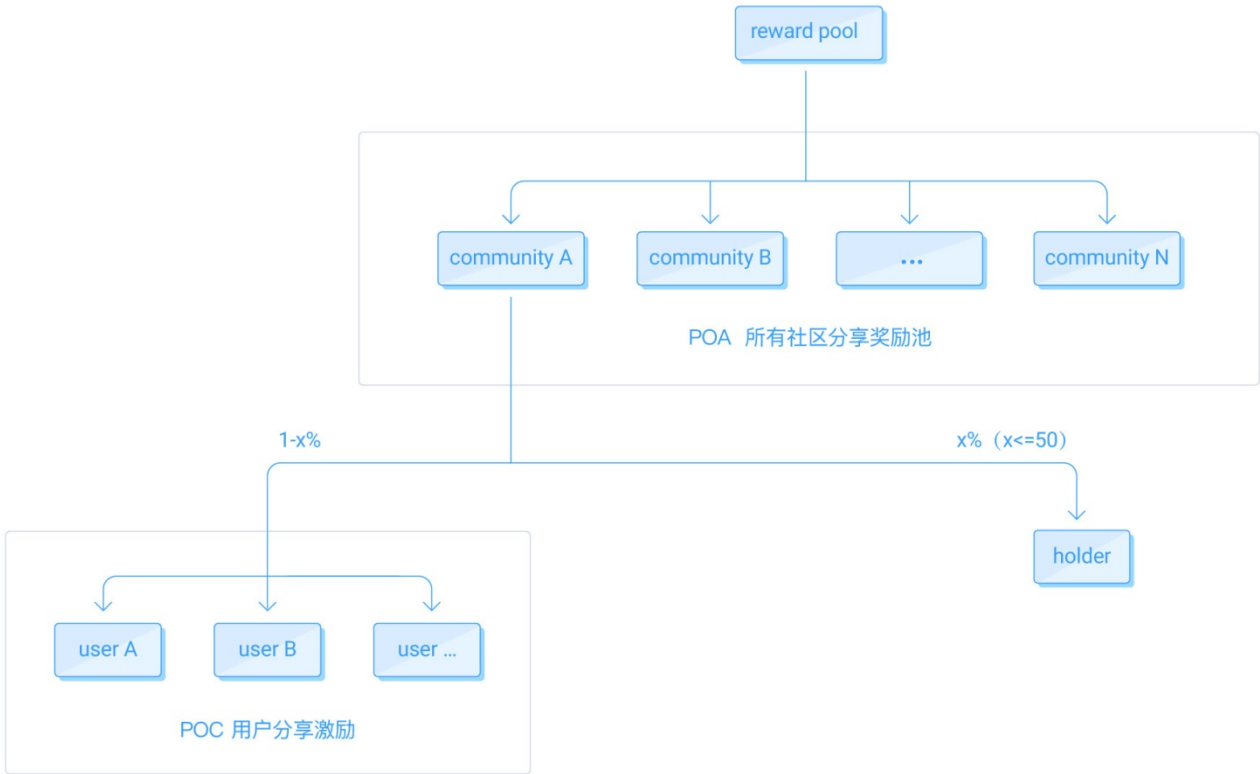 reward pool
community A
community B
...
community N
POA 所有社区分享奖励池
1-x%
x%（x<=50）
holder
user A
user B
user ...
POC 用户分享激励